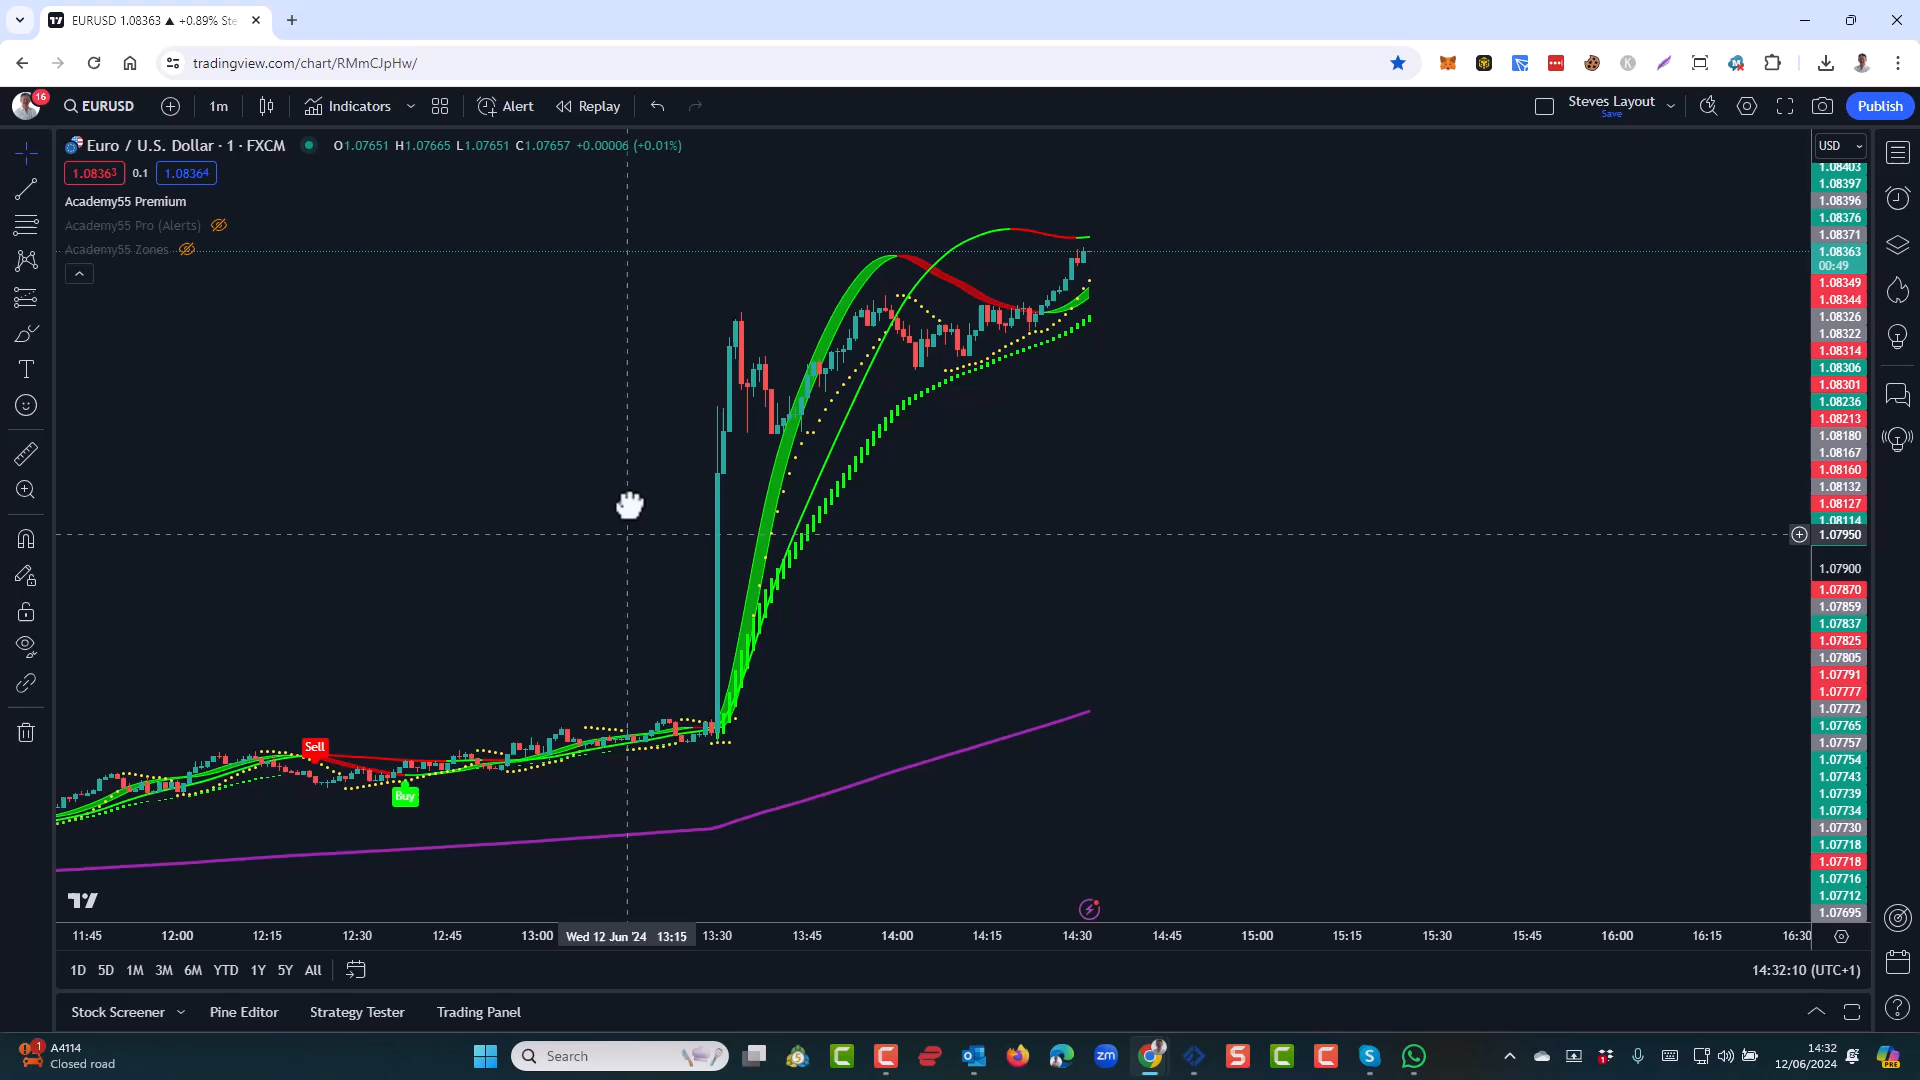 EURUSD 1.08363 ▲ +0.89% Ste
tradingview.com/chart/RMmCJpHw/
16
EURUSD
1m
Indicators
Alert
Replay
Steves Layout
Save
Publish
Euro / U.S. Dollar · 1 · FXCM
O1.07651 H1.07665 L1.07651 C1.07657 +0.00006 (+0.01%)
USD
1.08363
0.1
1.08364
Academy55 Premium
Academy55 Pro (Alerts)
Academy55 Zones
1.08403
1.08397
1.08396
1.08376
1.08371
1.08363
00:49
1.08349
1.08344
1.08326
1.08322
1.08314
1.08306
1.08301
1.08236
1.08213
1.08180
1.08167
1.08160
1.08132
1.08127
1.08114
1.07950
1.07900
1.07870
1.07859
1.07837
1.07825
1.07805
1.07791
1.07777
1.07772
1.07765
1.07757
1.07754
1.07743
1.07739
1.07734
1.07730
1.07718
1.07718
1.07716
1.07712
1.07695
Sell
Buy
11:45 12:00 12:15 12:30 12:45 13:00 Wed 12 Jun '24 13:15 13:30 13:45 14:00 14:15 14:30 14:45 15:00 15:15 15:30 15:45 16:00 16:15 16:30
1D 5D 1M 3M 6M YTD 1Y 5Y All
14:32:10 (UTC+1)
Stock Screener
Pine Editor
Strategy Tester
Trading Panel
1
A4114
Closed road
Search
zm
14:32
12/06/2024
PRE